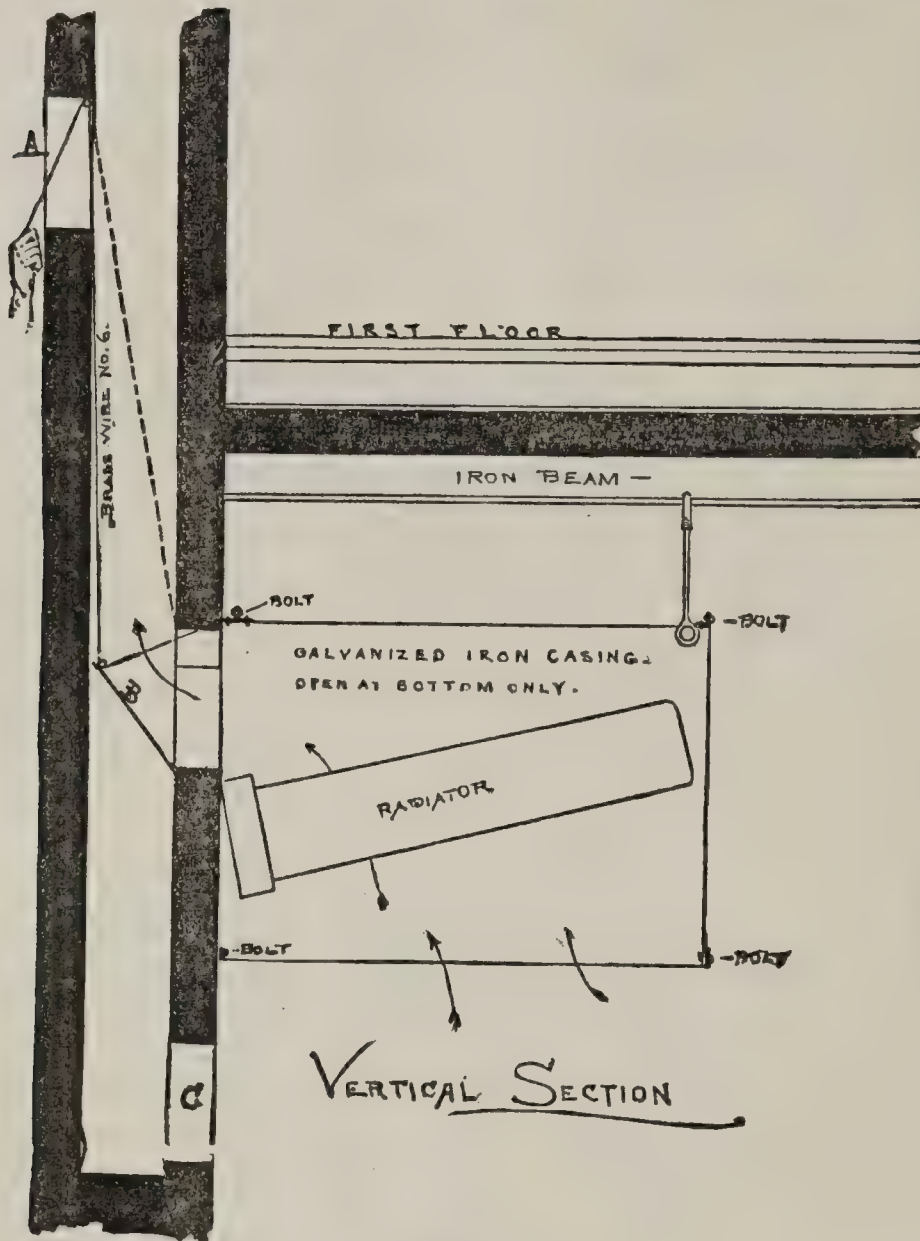 A
FIRST FLOOR
BRASS WIRE No. 6.
IRON BEAM —
BOLT
-BOLT
GALVANIZED IRON CASING.
OPEN AT BOTTOM ONLY.
B
RADIATOR
-BOLT
-BOLT
C
VERTICAL SECTION